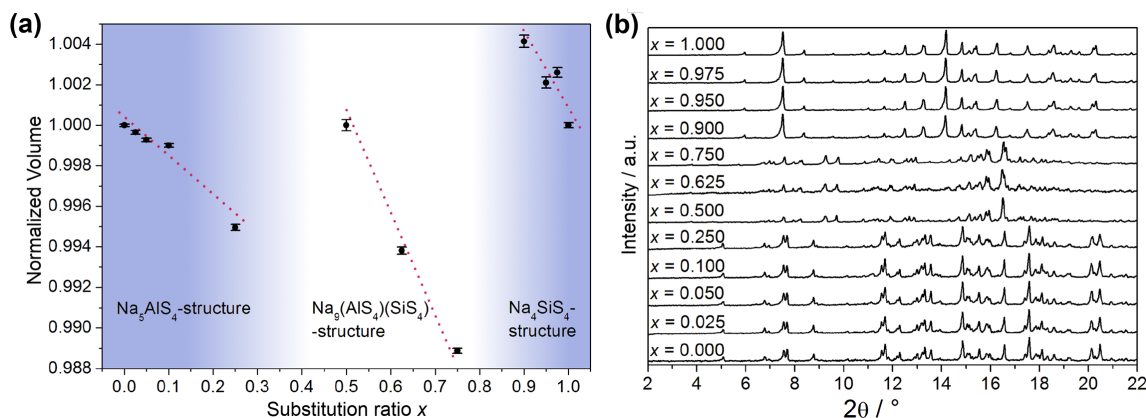 (a)
Normalized Volume
1.004
1.002
1.000
0.998
0.996
0.994
0.992
0.990
0.988
Na₅AlS₄-structure
Na₉(AlS₄)(SiS₄)
-structure
Na₄SiS₄-
structure
0.0 0.1 0.2 0.3 0.4 0.5 0.6 0.7 0.8 0.9 1.0
Substitution ratio x
(b)
Intensity / a.u.
x = 1.000
x = 0.975
x = 0.950
x = 0.900
x = 0.750
x = 0.625
x = 0.500
x = 0.250
x = 0.100
x = 0.050
x = 0.025
x = 0.000
2 4 6 8 10 12 14 16 18 20 22
2θ / °